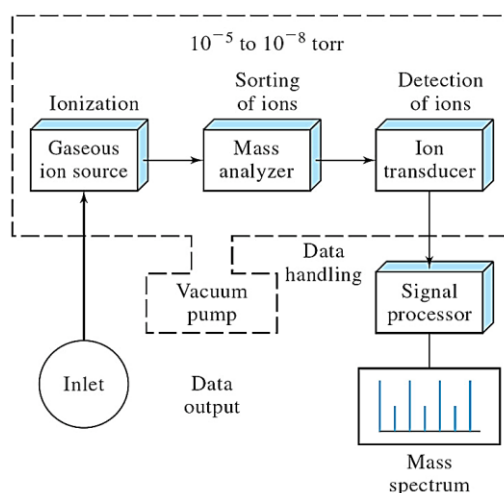 10⁻⁵ to 10⁻⁸ torr
Ionization
Sorting
of ions
Detection
of ions
Gaseous
ion source
Mass
analyzer
Ion
transducer
Data
handling
Vacuum
pump
Signal
processor
Inlet
Data
output
Mass
spectrum